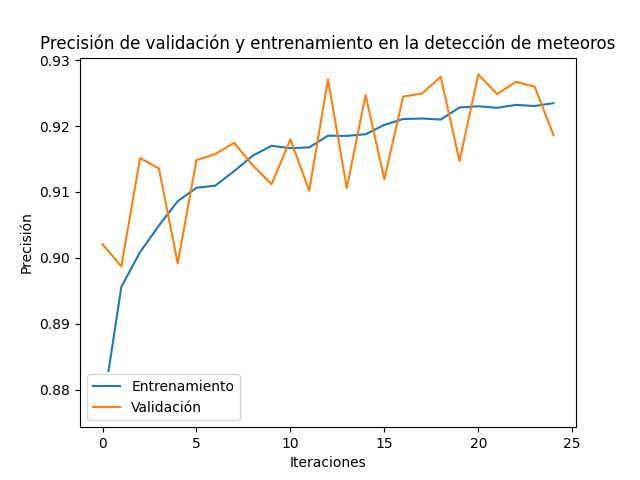 Precisión de validación y entrenamiento en la detección de meteoros
0.93
0.92
0.91
0.90
0.89
0.88
Precisión
Entrenamiento
Validación
0
5
10
15
20
25
Iteraciones